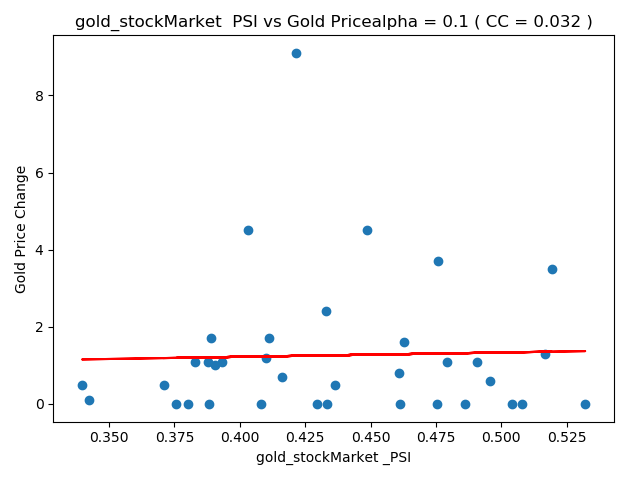 gold_stockMarket  PSI vs Gold Pricealpha = 0.1 ( CC = 0.032 )
Gold Price Change
8
6
4
2
0
0.350 0.375 0.400 0.425 0.450 0.475 0.500 0.525
gold_stockMarket _PSI